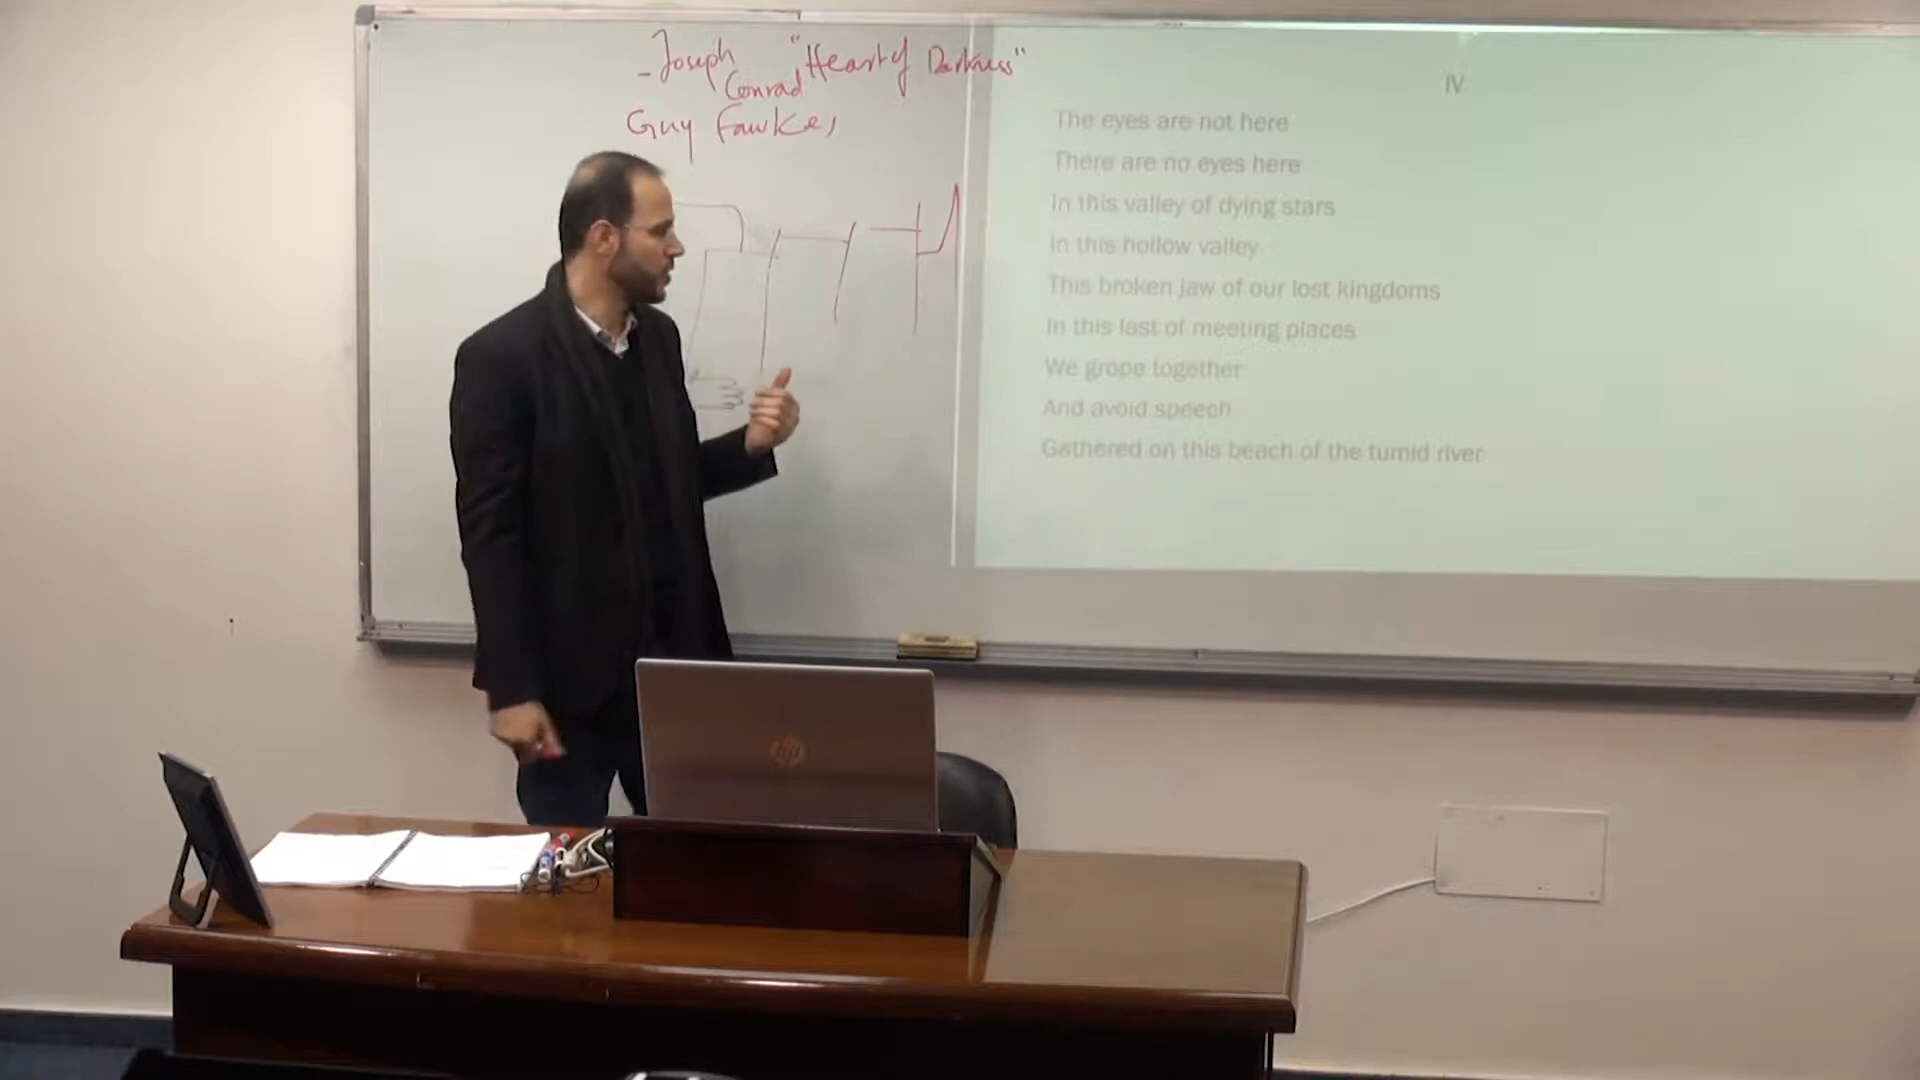 - Joseph "Heart of Darkness"
Conrad
Guy Fawkes
IV
The eyes are not here
There are no eyes here
In this valley of dying stars
In this hollow valley
This broken jaw of our lost kingdoms
In this last of meeting places
We grope together
And avoid speech
Gathered on this beach of the tumid river
hp